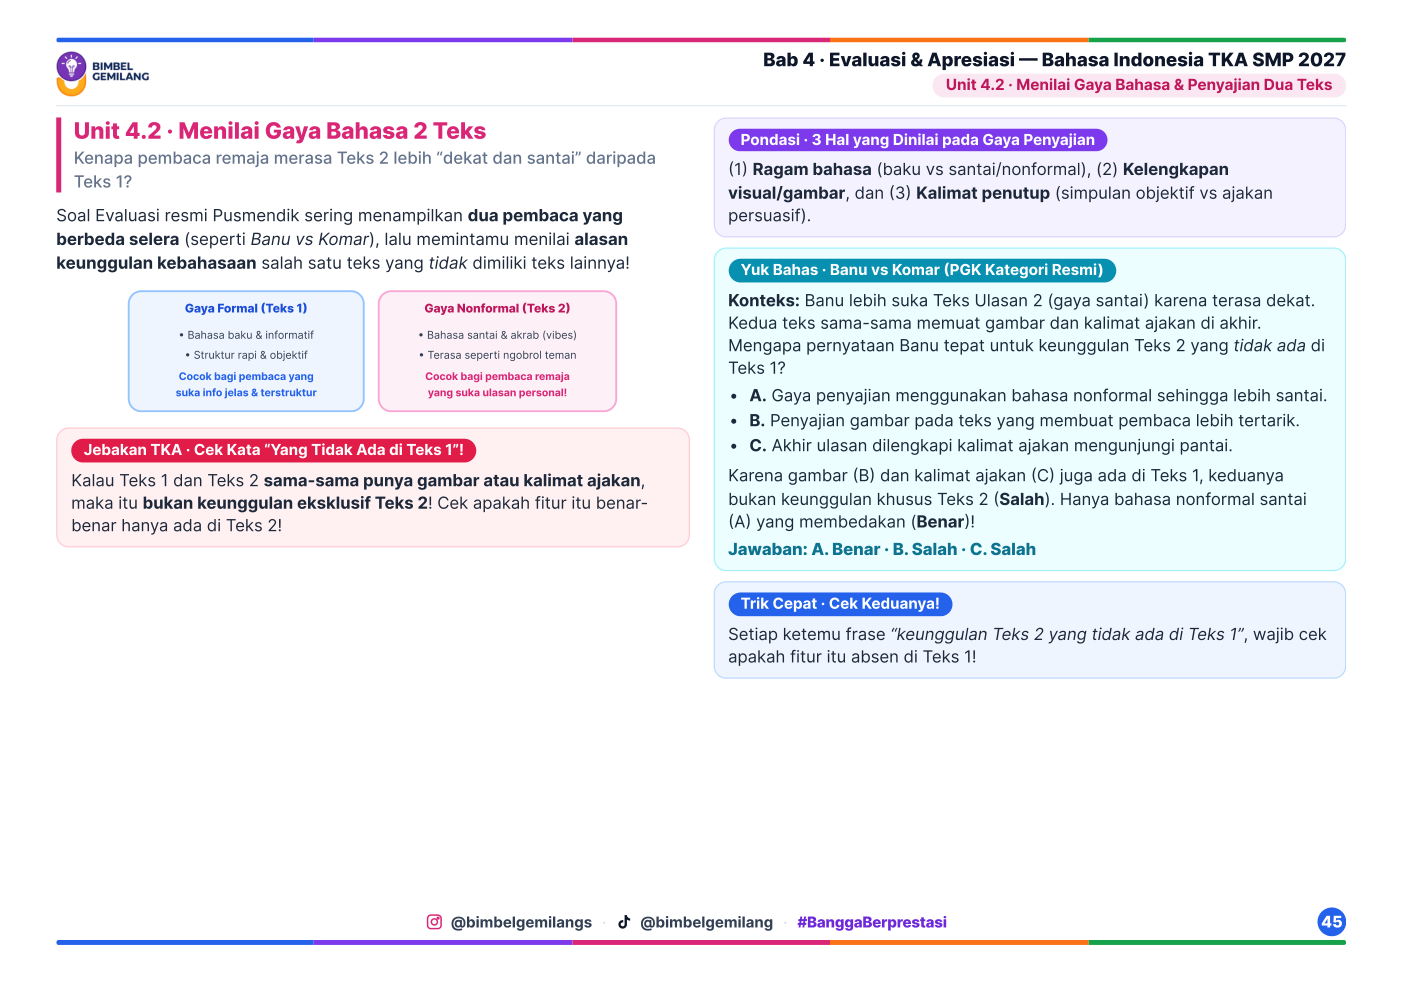 BIMBEL
GEMILANG
Bab 4 · Evaluasi & Apresiasi — Bahasa Indonesia TKA SMP 2027
Unit 4.2 · Menilai Gaya Bahasa & Penyajian Dua Teks
Unit 4.2 · Menilai Gaya Bahasa 2 Teks
Kenapa pembaca remaja merasa Teks 2 lebih “dekat dan santai” daripada
Teks 1?
Soal Evaluasi resmi Pusmendik sering menampilkan dua pembaca yang
berbeda selera (seperti Banu vs Komar), lalu memintamu menilai alasan
keunggulan kebahasaan salah satu teks yang tidak dimiliki teks lainnya!
Gaya Formal (Teks 1)
• Bahasa baku & informatif
• Struktur rapi & objektif
Cocok bagi pembaca yang
suka info jelas & terstruktur
Gaya Nonformal (Teks 2)
• Bahasa santai & akrab (vibes)
• Terasa seperti ngobrol teman
Cocok bagi pembaca remaja
yang suka ulasan personal!
Jebakan TKA · Cek Kata “Yang Tidak Ada di Teks 1”!
Kalau Teks 1 dan Teks 2 sama-sama punya gambar atau kalimat ajakan,
maka itu bukan keunggulan eksklusif Teks 2! Cek apakah fitur itu benar-
benar hanya ada di Teks 2!
Pondasi · 3 Hal yang Dinilai pada Gaya Penyajian
(1) Ragam bahasa (baku vs santai/nonformal), (2) Kelengkapan
visual/gambar, dan (3) Kalimat penutup (simpulan objektif vs ajakan
persuasif).
Yuk Bahas · Banu vs Komar (PGK Kategori Resmi)
Konteks: Banu lebih suka Teks Ulasan 2 (gaya santai) karena terasa dekat.
Kedua teks sama-sama memuat gambar dan kalimat ajakan di akhir.
Mengapa pernyataan Banu tepat untuk keunggulan Teks 2 yang tidak ada di
Teks 1?
• A. Gaya penyajian menggunakan bahasa nonformal sehingga lebih santai.
• B. Penyajian gambar pada teks yang membuat pembaca lebih tertarik.
• C. Akhir ulasan dilengkapi kalimat ajakan mengunjungi pantai.
Karena gambar (B) dan kalimat ajakan (C) juga ada di Teks 1, keduanya
bukan keunggulan khusus Teks 2 (Salah). Hanya bahasa nonformal santai
(A) yang membedakan (Benar)!
Jawaban: A. Benar · B. Salah · C. Salah
Trik Cepat · Cek Keduanya!
Setiap ketemu frase “keunggulan Teks 2 yang tidak ada di Teks 1”, wajib cek
apakah fitur itu absen di Teks 1!
@bimbelgemilangs · @bimbelgemilang · #BanggaBerprestasi
45